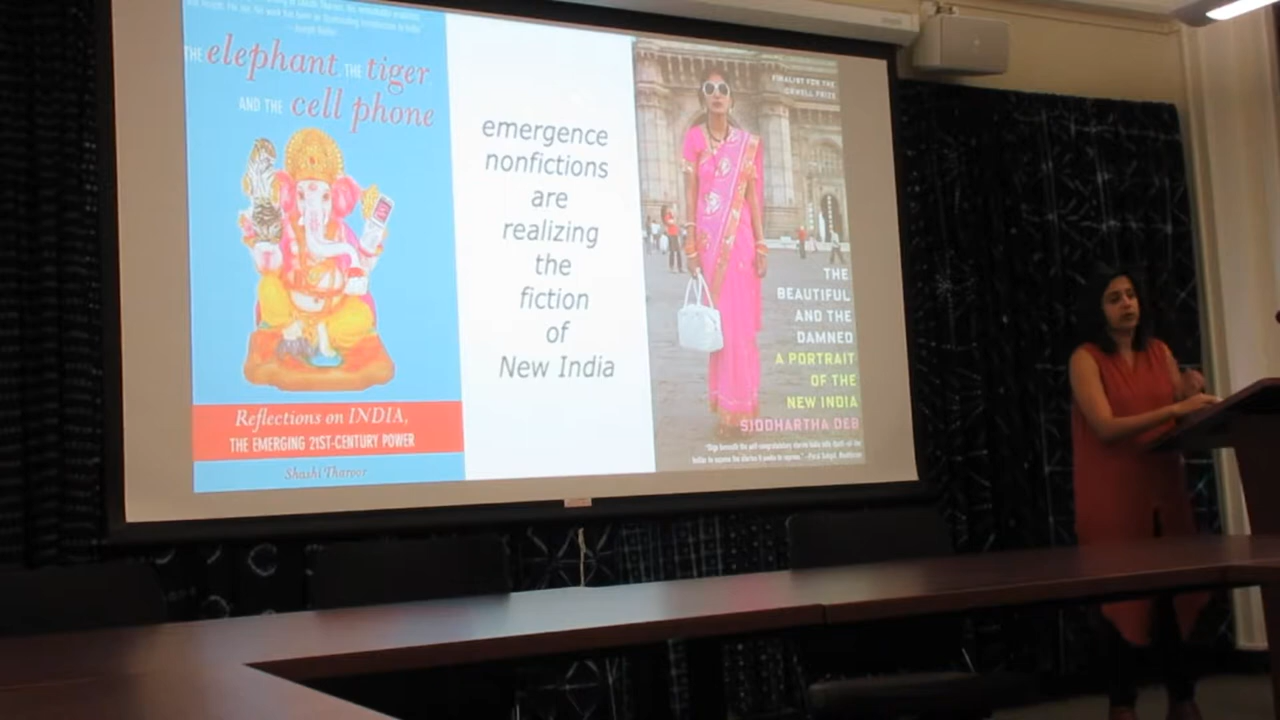 THE elephant, THE tiger
AND THE cell phone
Reflections on INDIA,
THE EMERGING 21ST-CENTURY POWER
Shashi Tharoor
emergence
nonfictions
are
realizing
the
fiction
of
New India
FINALIST FOR THE
ORWELL PRIZE
THE
BEAUTIFUL
AND THE
DAMNED
A PORTRAIT
OF THE
NEW INDIA
SIDDHARTHA DEB